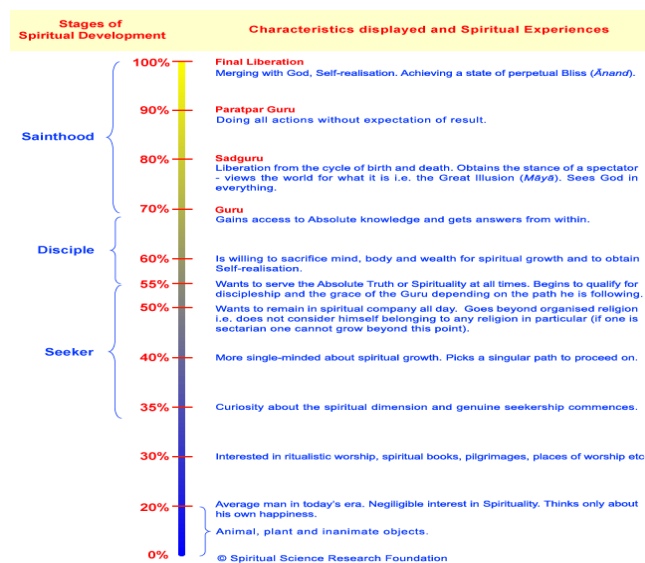 Stages of
Spiritual Development
Characteristics displayed and Spiritual Experiences
100%
Final Liberation
Merging with God, Self-realisation. Achieving a state of perpetual Bliss (Ānand).
90%
Paratpar Guru
Doing all actions without expectation of result.
Sainthood
80%
Sadguru
Liberation from the cycle of birth and death. Obtains the stance of a spectator
- views the world for what it is i.e. the Great Illusion (Māyā). Sees God in
everything.
70%
Guru
Gains access to Absolute knowledge and gets answers from within.
Disciple
60%
Is willing to sacrifice mind, body and wealth for spiritual growth and to obtain
Self-realisation.
55%
Wants to serve the Absolute Truth or Spirituality at all times. Begins to qualify for
discipleship and the grace of the Guru depending on the path he is following.
50%
Wants to remain in spiritual company all day. Goes beyond organised religion
i.e. does not consider himself belonging to any religion in particular (if one is
sectarian one cannot grow beyond this point).
Seeker
40%
More single-minded about spiritual growth. Picks a singular path to proceed on.
35%
Curiosity about the spiritual dimension and genuine seekership commences.
30%
Interested in ritualistic worship, spiritual books, pilgrimages, places of worship etc
20%
Average man in today's era. Negiligible interest in Spirituality. Thinks only about
his own happiness.
Animal, plant and inanimate objects.
0%
© Spiritual Science Research Foundation